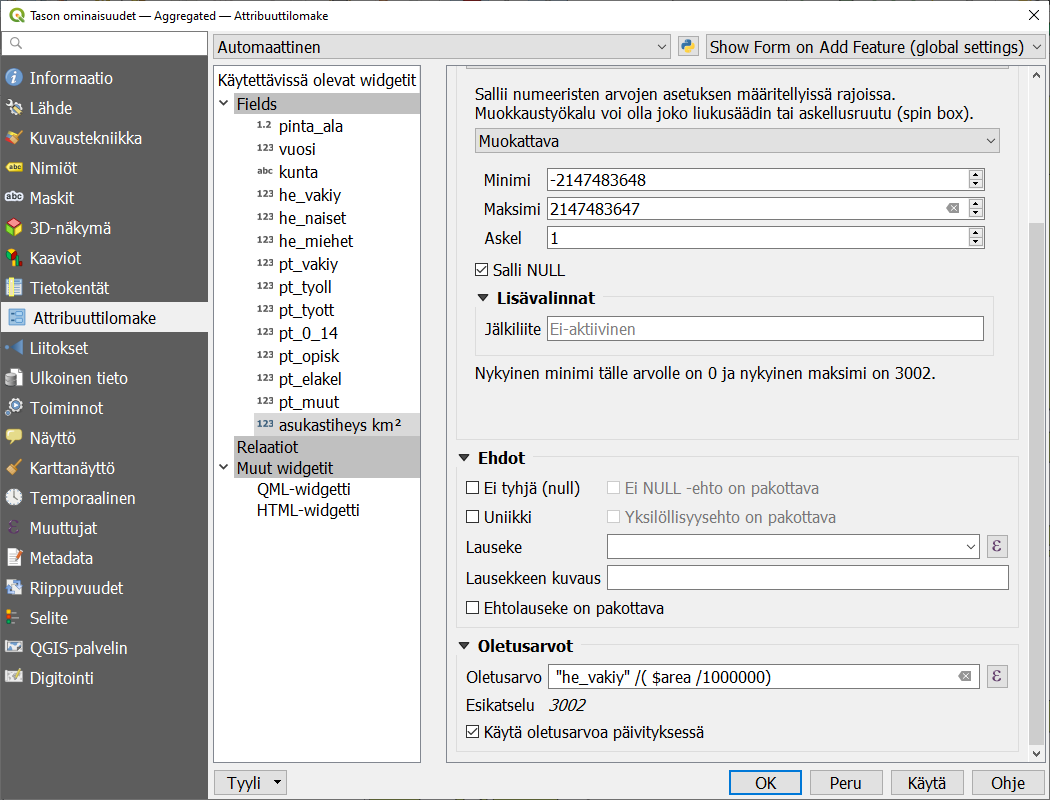 Tason ominaisuudet — Aggregated — Attribuuttilomake
Automaattinen
Show Form on Add Feature (global settings)
Informaatio
Lähde
Kuvaustekniikka
Nimiöt
Maskit
3D-näkymä
Kaaviot
Tietokentät
Attribuuttilomake
Liitokset
Ulkoinen tieto
Toiminnot
Näyttö
Karttanäyttö
Temporaalinen
Muuttujat
Metadata
Riippuvuudet
Selite
QGIS-palvelin
Digitointi
Käytettävissä olevat widgetit
Fields
1.2 pinta_ala
123 vuosi
abc kunta
123 he_vakiy
123 he_naiset
123 he_miehet
123 pt_vakiy
123 pt_tyoll
123 pt_tyott
123 pt_0_14
123 pt_opisk
123 pt_elakel
123 pt_muut
123 asukastiheys km²
Relaatiot
Muut widgetit
QML-widgetti
HTML-widgetti
Sallii numeeristen arvojen asetuksen määritellyissä rajoissa.
Muokkaustyökalu voi olla joko liukusäädin tai askellusruutu (spin box).
Muokattava
Minimi -2147483648
Maksimi 2147483647
Askel 1
Salli NULL
Lisävalinnat
Jälkiliite Ei-aktiivinen
Nykyinen minimi tälle arvolle on 0 ja nykyinen maksimi on 3002.
Ehdot
Ei tyhjä (null) Ei NULL -ehto on pakottava
Uniikki Yksilöllisyysehto on pakottava
Lauseke ε
Lausekkeen kuvaus
Ehtolauseke on pakottava
Oletusarvot
Oletusarvo "he_vakiy" /( $area /1000000) ε
Esikatselu 3002
Käytä oletusarvoa päivityksessä
Tyyli OK Peru Käytä Ohje